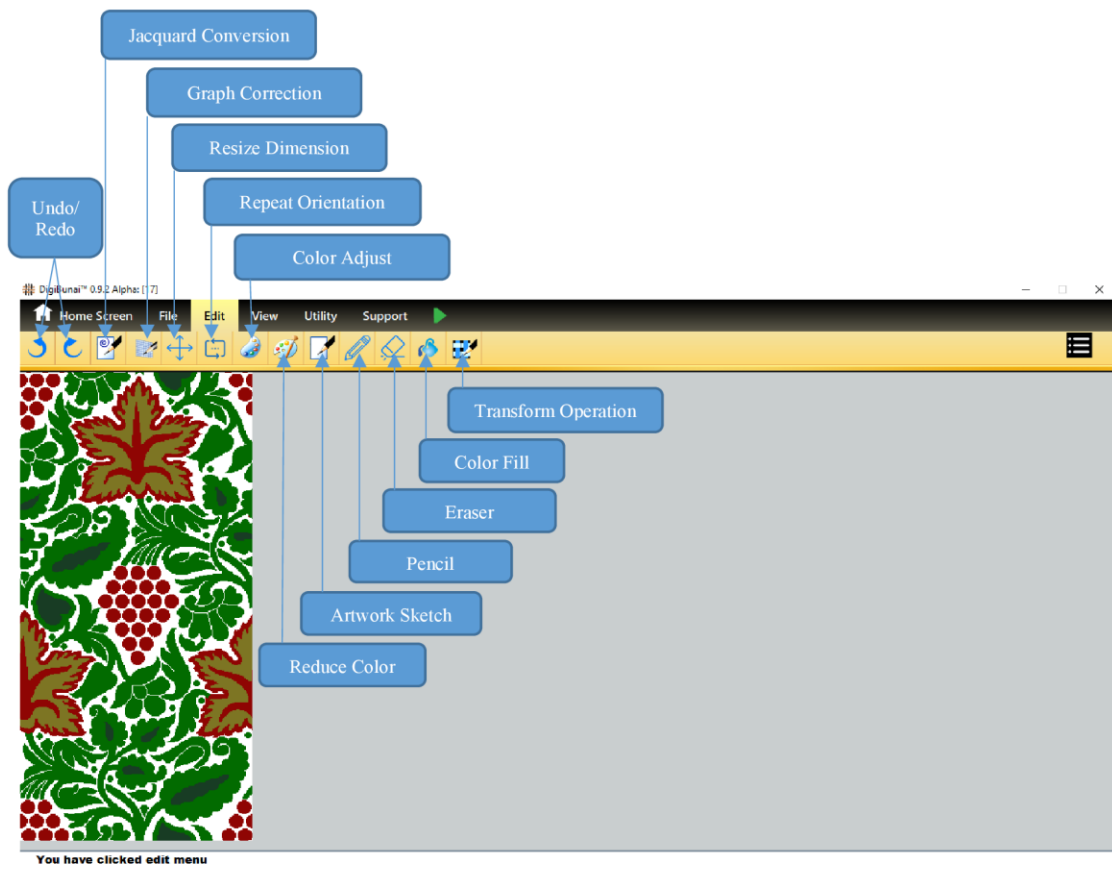 Jacquard Conversion
Graph Correction
Resize Dimension
Undo/
Redo
Repeat Orientation
Color Adjust
DigiBunai™ 0.9.2 Alpha: [17]
Home Screen File Edit View Utility Support
Transform Operation
Color Fill
Eraser
Pencil
Artwork Sketch
Reduce Color
You have clicked edit menu